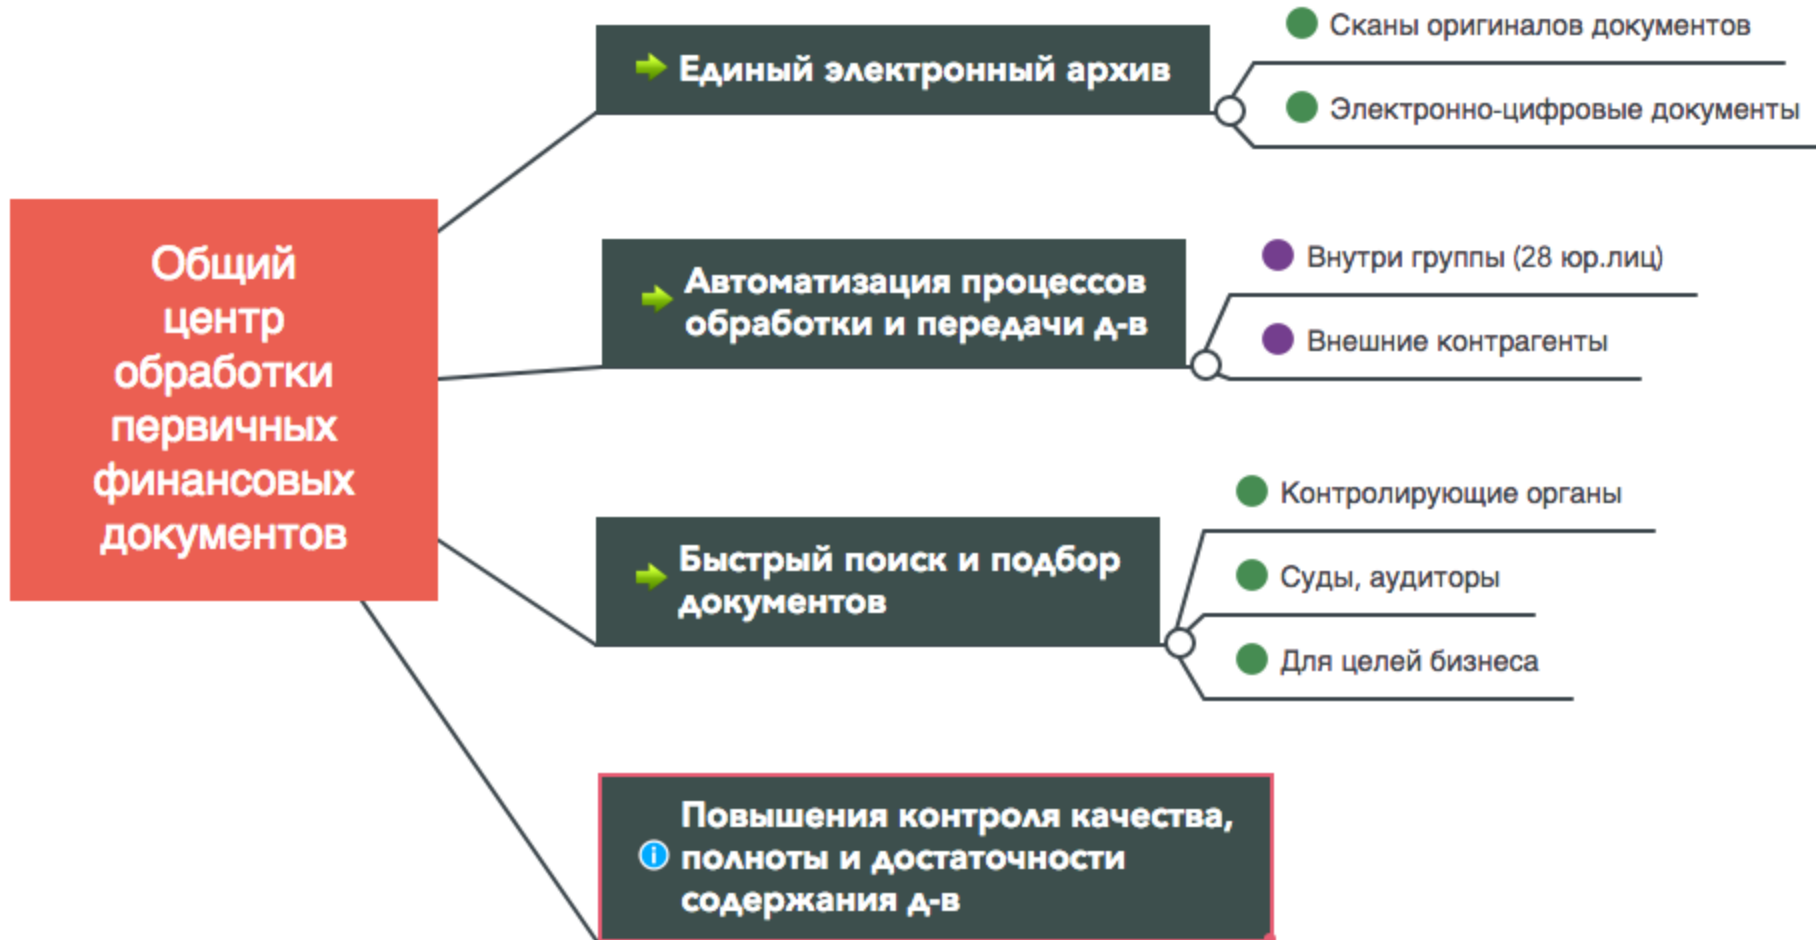 Общий
центр
обработки
первичных
финансовых
документов
Единый электронный архив
Сканы оригиналов документов
Электронно-цифровые документы
Автоматизация процессов
обработки и передачи д-в
Внутри группы (28 юр.лиц)
Внешние контрагенты
Быстрый поиск и подбор
документов
Контролирующие органы
Суды, аудиторы
Для целей бизнеса
Повышения контроля качества,
полноты и достаточности
содержания д-в